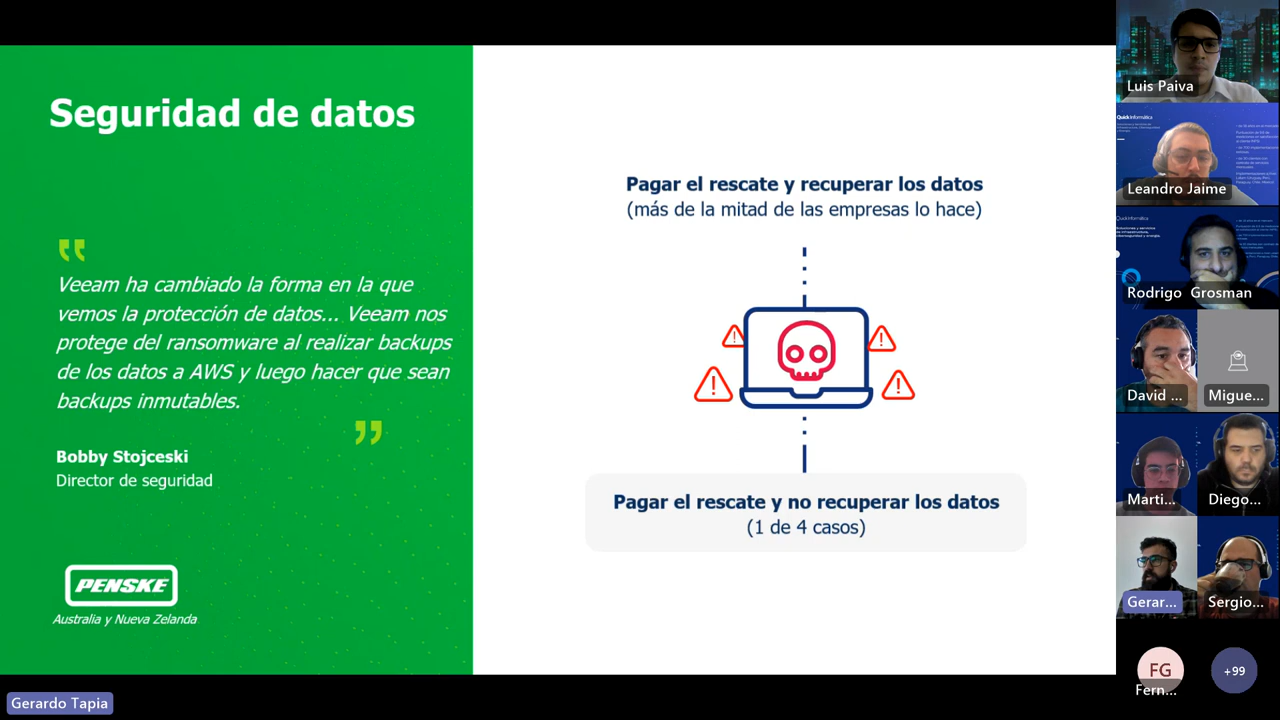 Seguridad de datos
Veeam ha cambiado la forma en la que
vemos la protección de datos... Veeam nos
protege del ransomware al realizar backups
de los datos a AWS y luego hacer que sean
backups inmutables.
Bobby Stojceski
Director de seguridad
PENSKE
Australia y Nueva Zelanda
Pagar el rescate y recuperar los datos
(más de la mitad de las empresas lo hace)
Pagar el rescate y no recuperar los datos
(1 de 4 casos)
Gerardo Tapia
Luis Paiva
QuickInformática
Leandro Jaime
Rodrigo Grosman
David ...
Migue...
Marti...
Diego...
Gerar...
Sergio...
FG
Fern...
+99